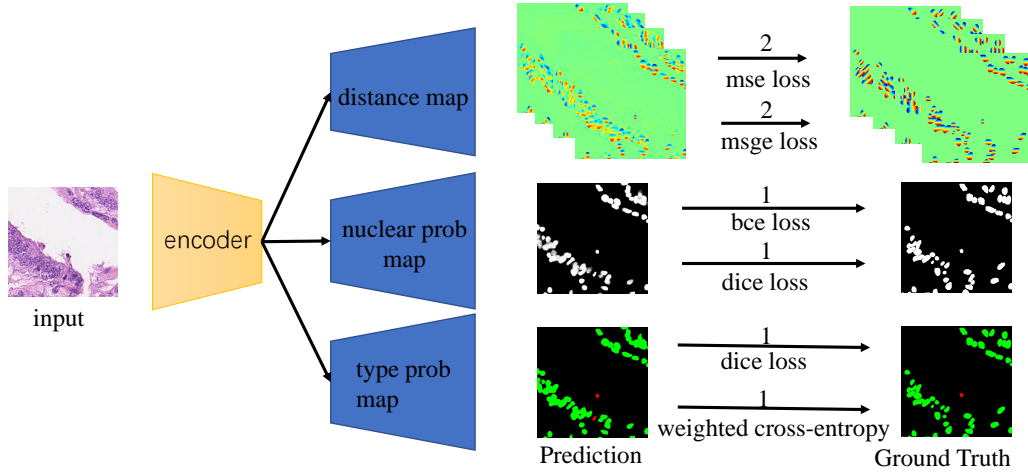 distance map
2
mse loss
2
msge loss
encoder
input
nuclear prob
map
1
bce loss
1
dice loss
type prob
map
1
dice loss
1
weighted cross-entropy
Prediction
Ground Truth